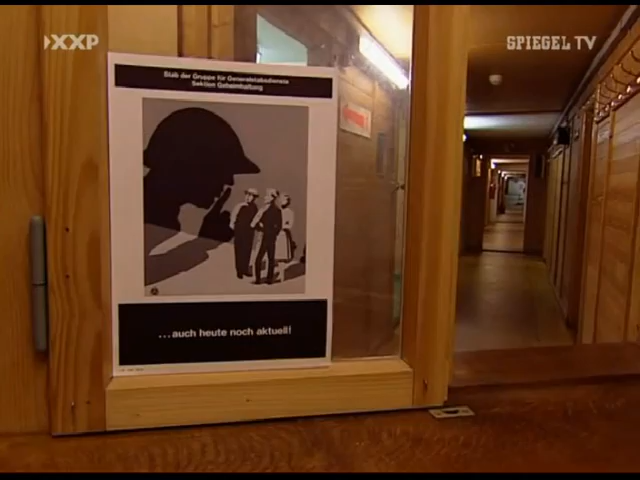 XXP
SPIEGEL TV
Stab der Gruppe für Generalstabsdienste
Sektion Geheimhaltung
...auch heute noch aktuell!